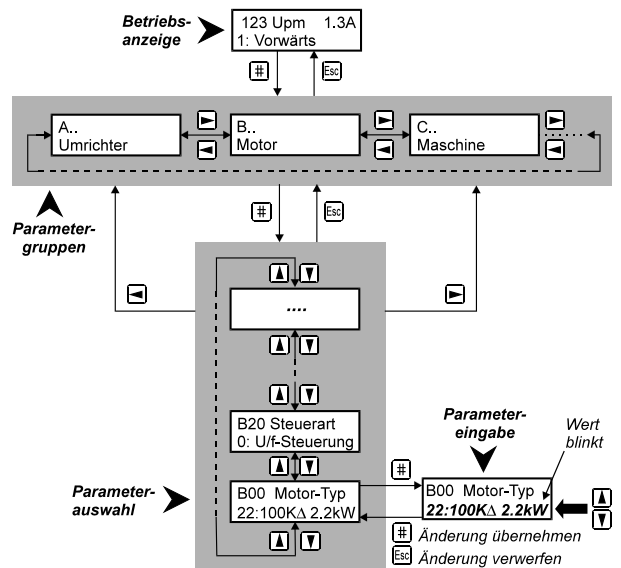 Betriebs-
anzeige
123 Upm 1.3A
1: Vorwärts
# Esc
A..
Umrichter
B..
Motor
C..
Maschine
Parameter-
gruppen
# Esc
....
B20 Steuerart
0: U/f-Steuerung
B00 Motor-Typ
22:100KΔ 2.2kW
Parameter-
auswahl
#
Parameter-
eingabe
Wert
blinkt
B00 Motor-Typ
22:100KΔ 2.2kW
# Änderung übernehmen
Esc Änderung verwerfen